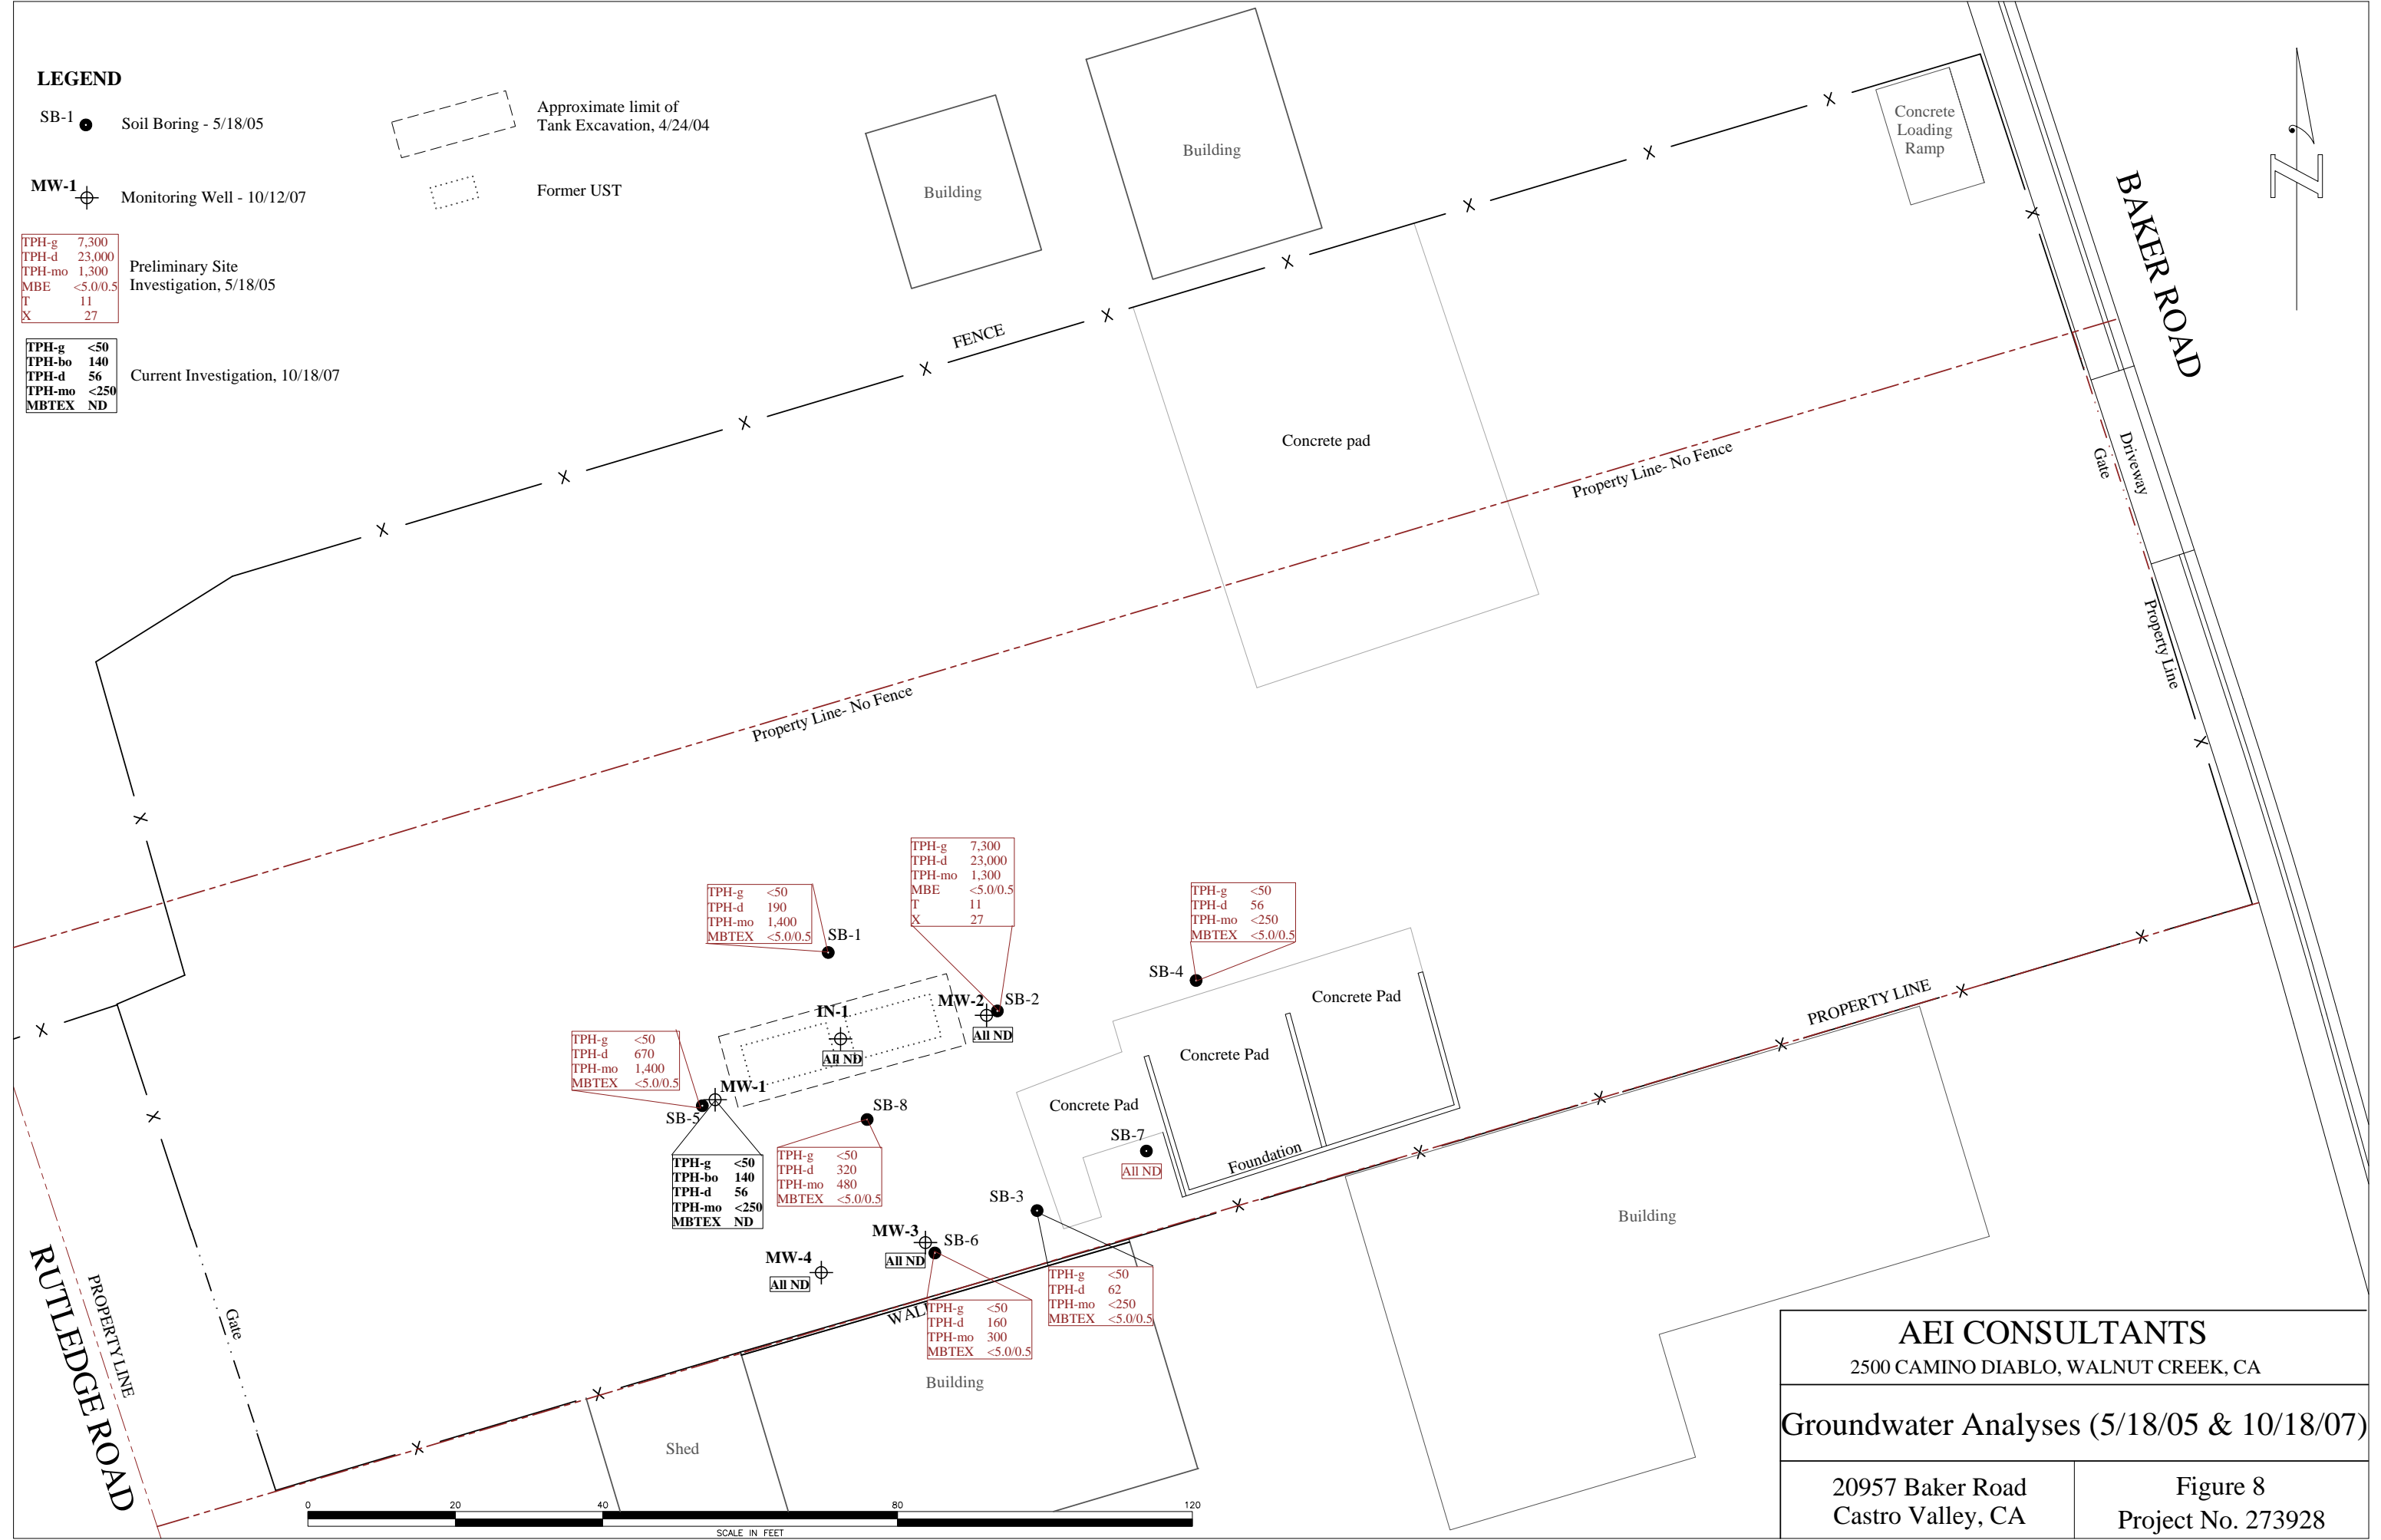 LEGEND
SB-1
Soil Boring - 5/18/05
Approximate limit of
Tank Excavation, 4/24/04
MW-1
Monitoring Well - 10/12/07
Former UST
TPH-g 7,300
TPH-d 23,000
TPH-mo 1,300
MBE <5.0/0.5
T 11
X 27
Preliminary Site
Investigation, 5/18/05
TPH-g <50
TPH-bo 140
TPH-d 56
TPH-mo <250
MBTEX ND
Current Investigation, 10/18/07
Building
Building
Concrete
Loading
Ramp
N
BAKER ROAD
FENCE
Concrete pad
Property Line- No Fence
Gate
Driveway
Property Line
Property Line- No Fence
TPH-g <50
TPH-d 190
TPH-mo 1,400
MBTEX <5.0/0.5
SB-1
TPH-g 7,300
TPH-d 23,000
TPH-mo 1,300
MBE <5.0/0.5
T 11
X 27
MW-2
SB-2
All ND
TPH-g <50
TPH-d 56
TPH-mo <250
MBTEX <5.0/0.5
SB-4
IN-1
All ND
Concrete Pad
Concrete Pad
Concrete Pad
PROPERTY LINE
TPH-g <50
TPH-d 670
TPH-mo 1,400
MBTEX <5.0/0.5
SB-5
MW-1
TPH-g <50
TPH-bo 140
TPH-d 56
TPH-mo <250
MBTEX ND
SB-8
TPH-g <50
TPH-d 320
TPH-mo 480
MBTEX <5.0/0.5
SB-7
All ND
Foundation
SB-3
TPH-g <50
TPH-d 62
TPH-mo <250
MBTEX <5.0/0.5
MW-3
All ND
SB-6
TPH-g <50
TPH-d 160
TPH-mo 300
MBTEX <5.0/0.5
MW-4
All ND
WALL
Building
Building
Shed
Gate
PROPERTY LINE
RUTLEDGE ROAD
0 20 40 80 120
SCALE IN FEET
AEI CONSULTANTS
2500 CAMINO DIABLO, WALNUT CREEK, CA
Groundwater Analyses (5/18/05 & 10/18/07)
20957 Baker Road
Castro Valley, CA
Figure 8
Project No. 273928